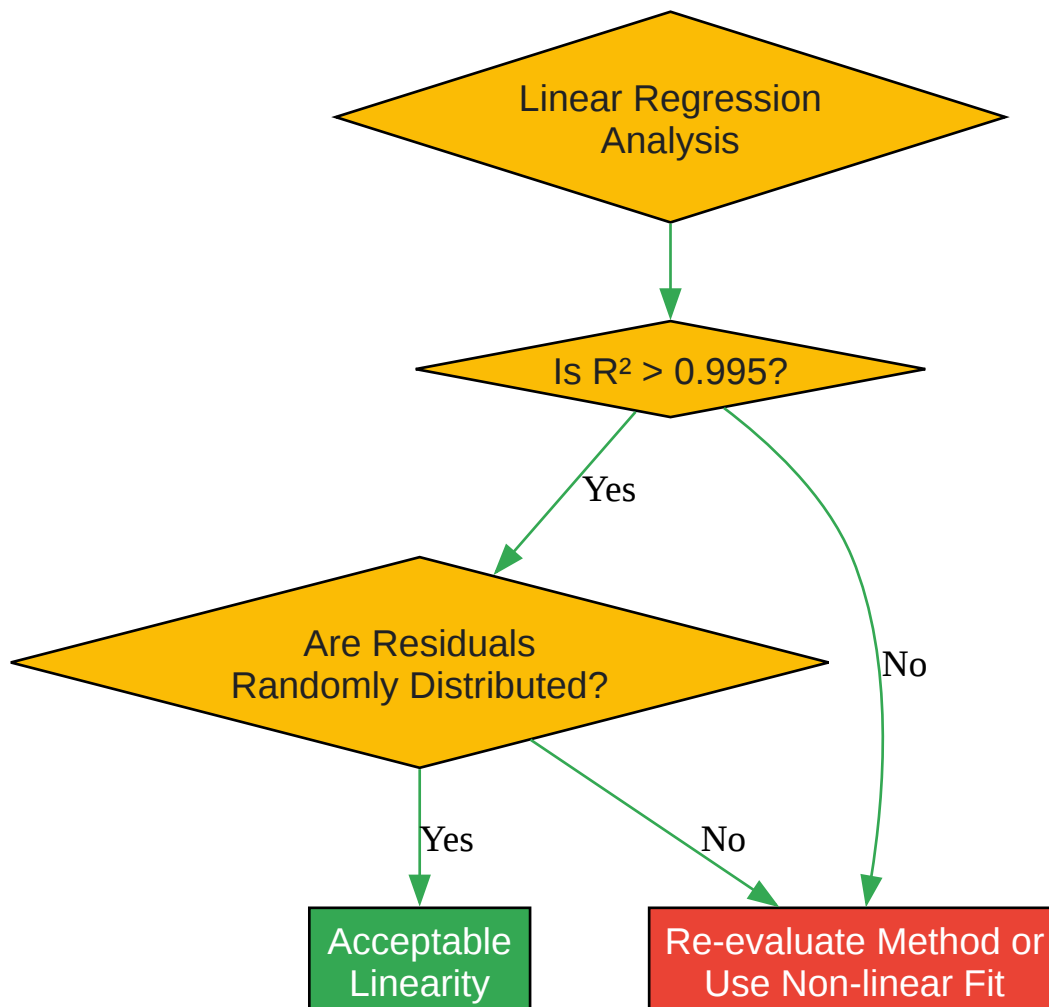 Linear Regression
Analysis
Is R² > 0.995?
Yes
Are Residuals
Randomly Distributed?
No
Yes
No
Acceptable
Linearity
Re-evaluate Method or
Use Non-linear Fit